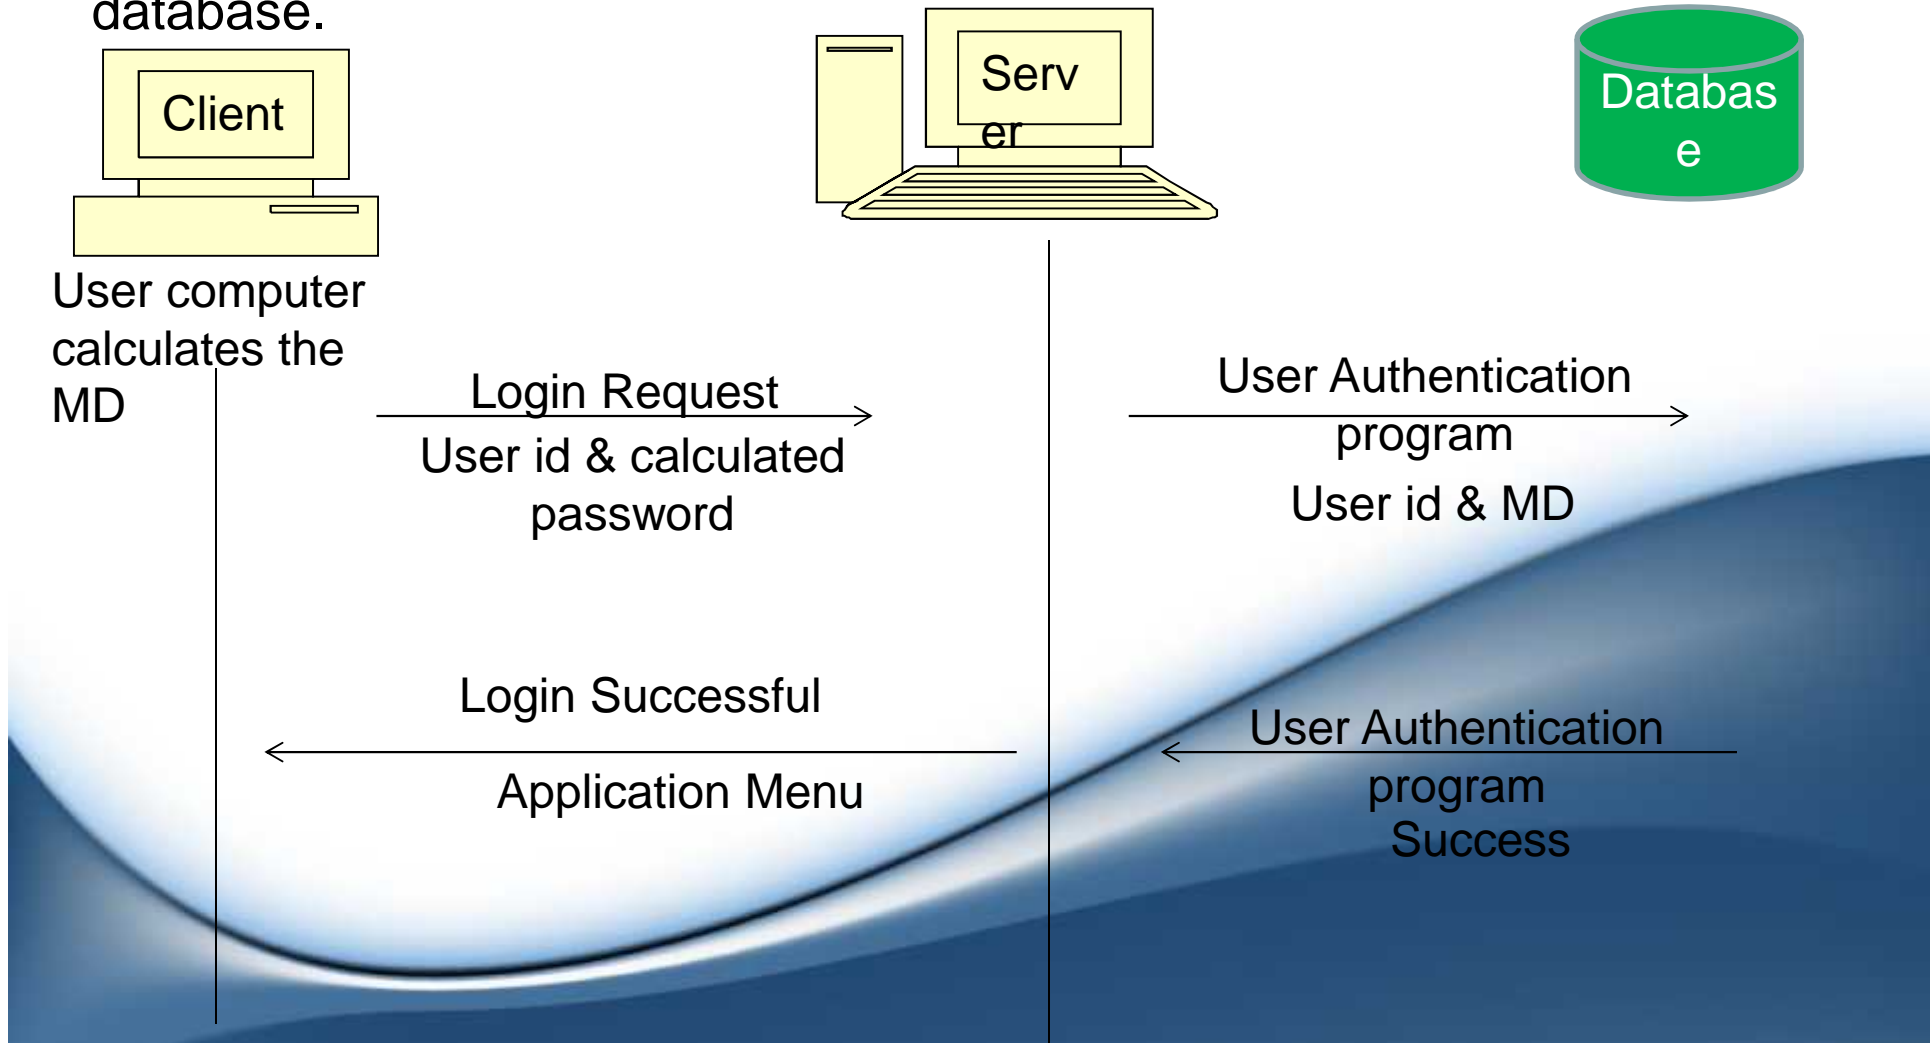 database.
Client
Serv
er
Databas
e
User computer
calculates the
MD
Login Request
User id & calculated
password
User Authentication
program
User id & MD
Login Successful
Application Menu
User Authentication
program
Success